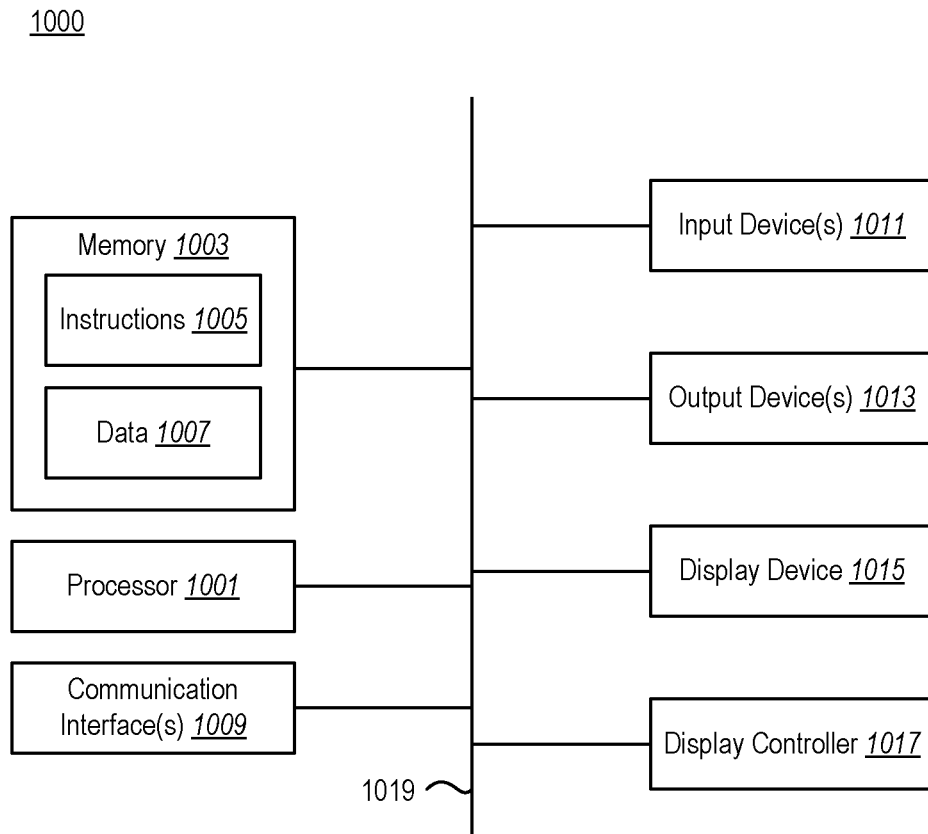 1000
Memory 1003
Instructions 1005
Data 1007
Processor 1001
Communication
Interface(s) 1009
Input Device(s) 1011
Output Device(s) 1013
Display Device 1015
Display Controller 1017
1019